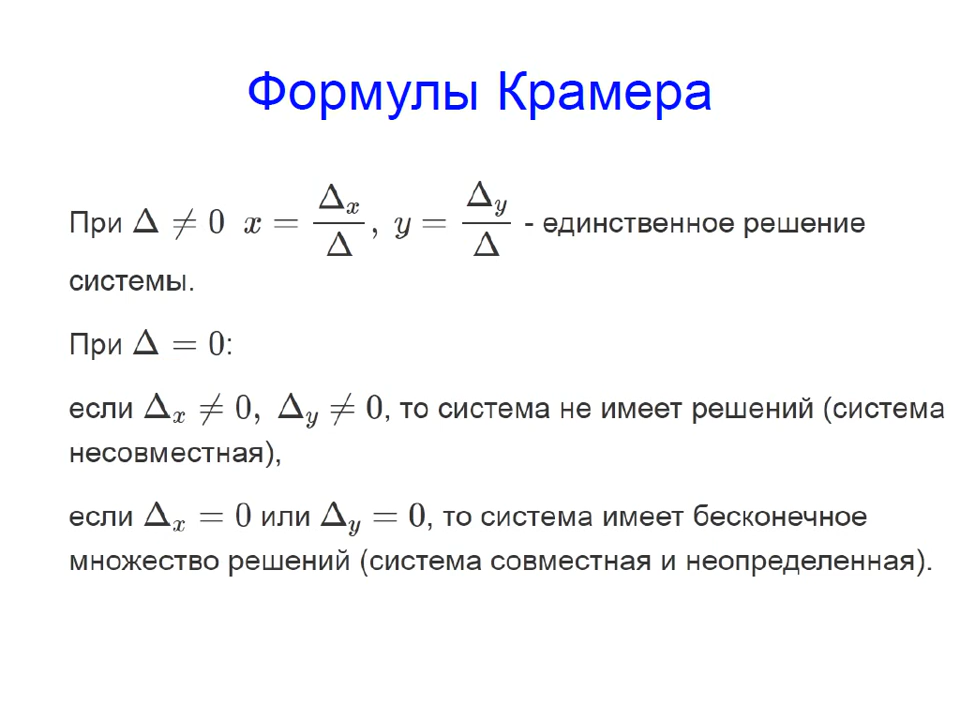 Формулы Крамера
При Δ ≠ 0 x = Δx/Δ, y = Δy/Δ - единственное решение
системы.
При Δ = 0:
если Δx ≠ 0, Δy ≠ 0, то система не имеет решений (система
несовместная),
если Δx = 0 или Δy = 0, то система имеет бесконечное
множество решений (система совместная и неопределенная).